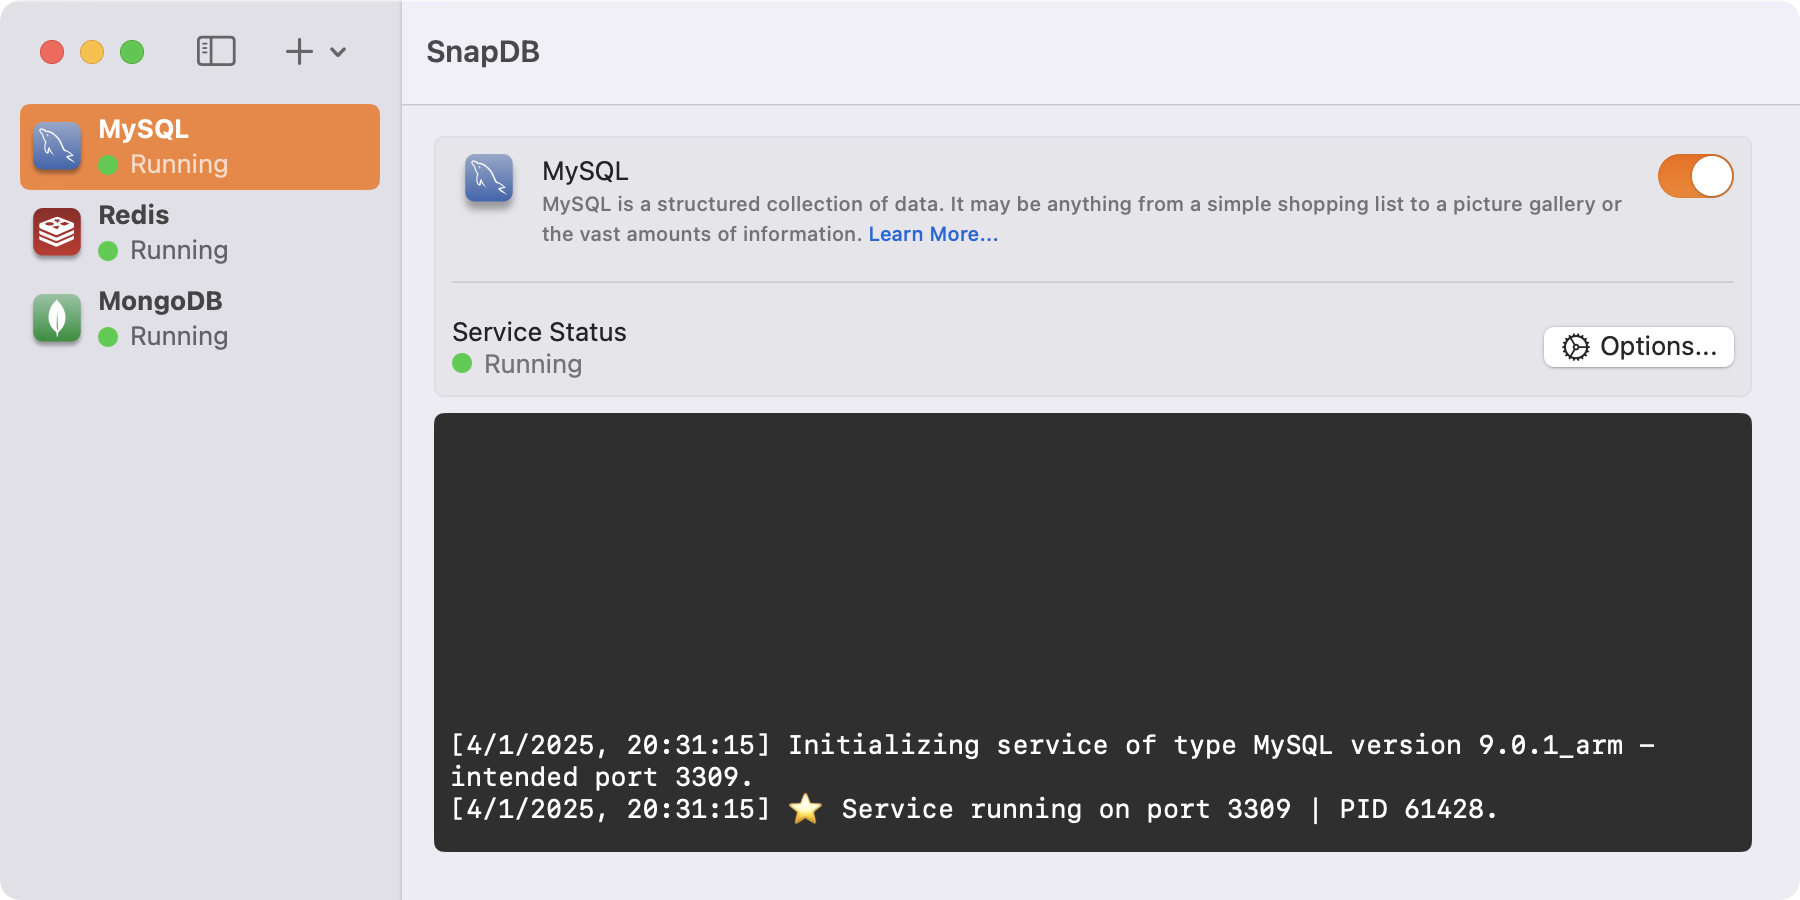 SnapDB
MySQL
Running
Redis
Running
MongoDB
Running
MySQL
MySQL is a structured collection of data. It may be anything from a simple shopping list to a picture gallery or
the vast amounts of information. Learn More...
Service Status
Running
Options...
[4/1/2025, 20:31:15] Initializing service of type MySQL version 9.0.1_arm –
intended port 3309.
[4/1/2025, 20:31:15] ⭐ Service running on port 3309 | PID 61428.